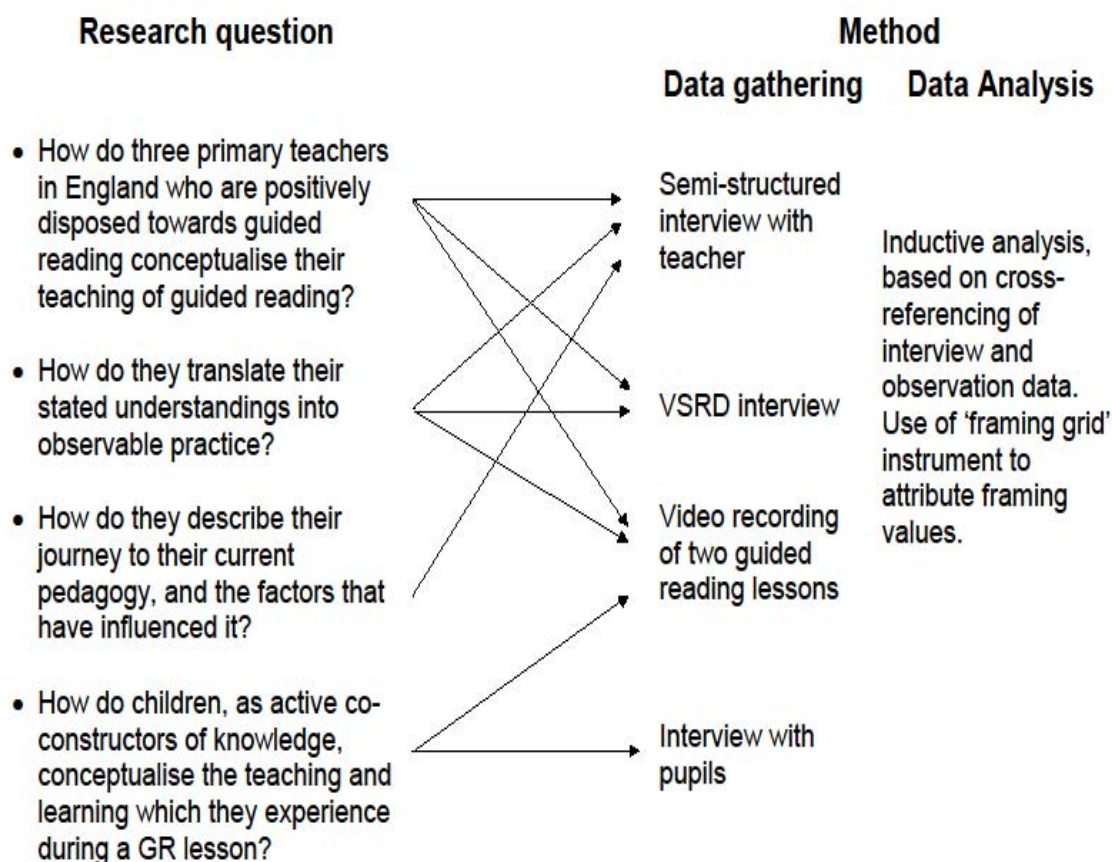 Research question
Method
Data gathering
Data Analysis
• How do three primary teachers
in England who are positively
disposed towards guided
reading conceptualise their
teaching of guided reading?
• How do they translate their
stated understandings into
observable practice?
• How do they describe their
journey to their current
pedagogy, and the factors that
have influenced it?
• How do children, as active co-
constructors of knowledge,
conceptualise the teaching and
learning which they experience
during a GR lesson?
Semi-structured
interview with
teacher
VSRD interview
Video recording
of two guided
reading lessons
Interview with
pupils
Inductive analysis,
based on cross-
referencing of
interview and
observation data.
Use of ‘framing grid’
instrument to
attribute framing
values.